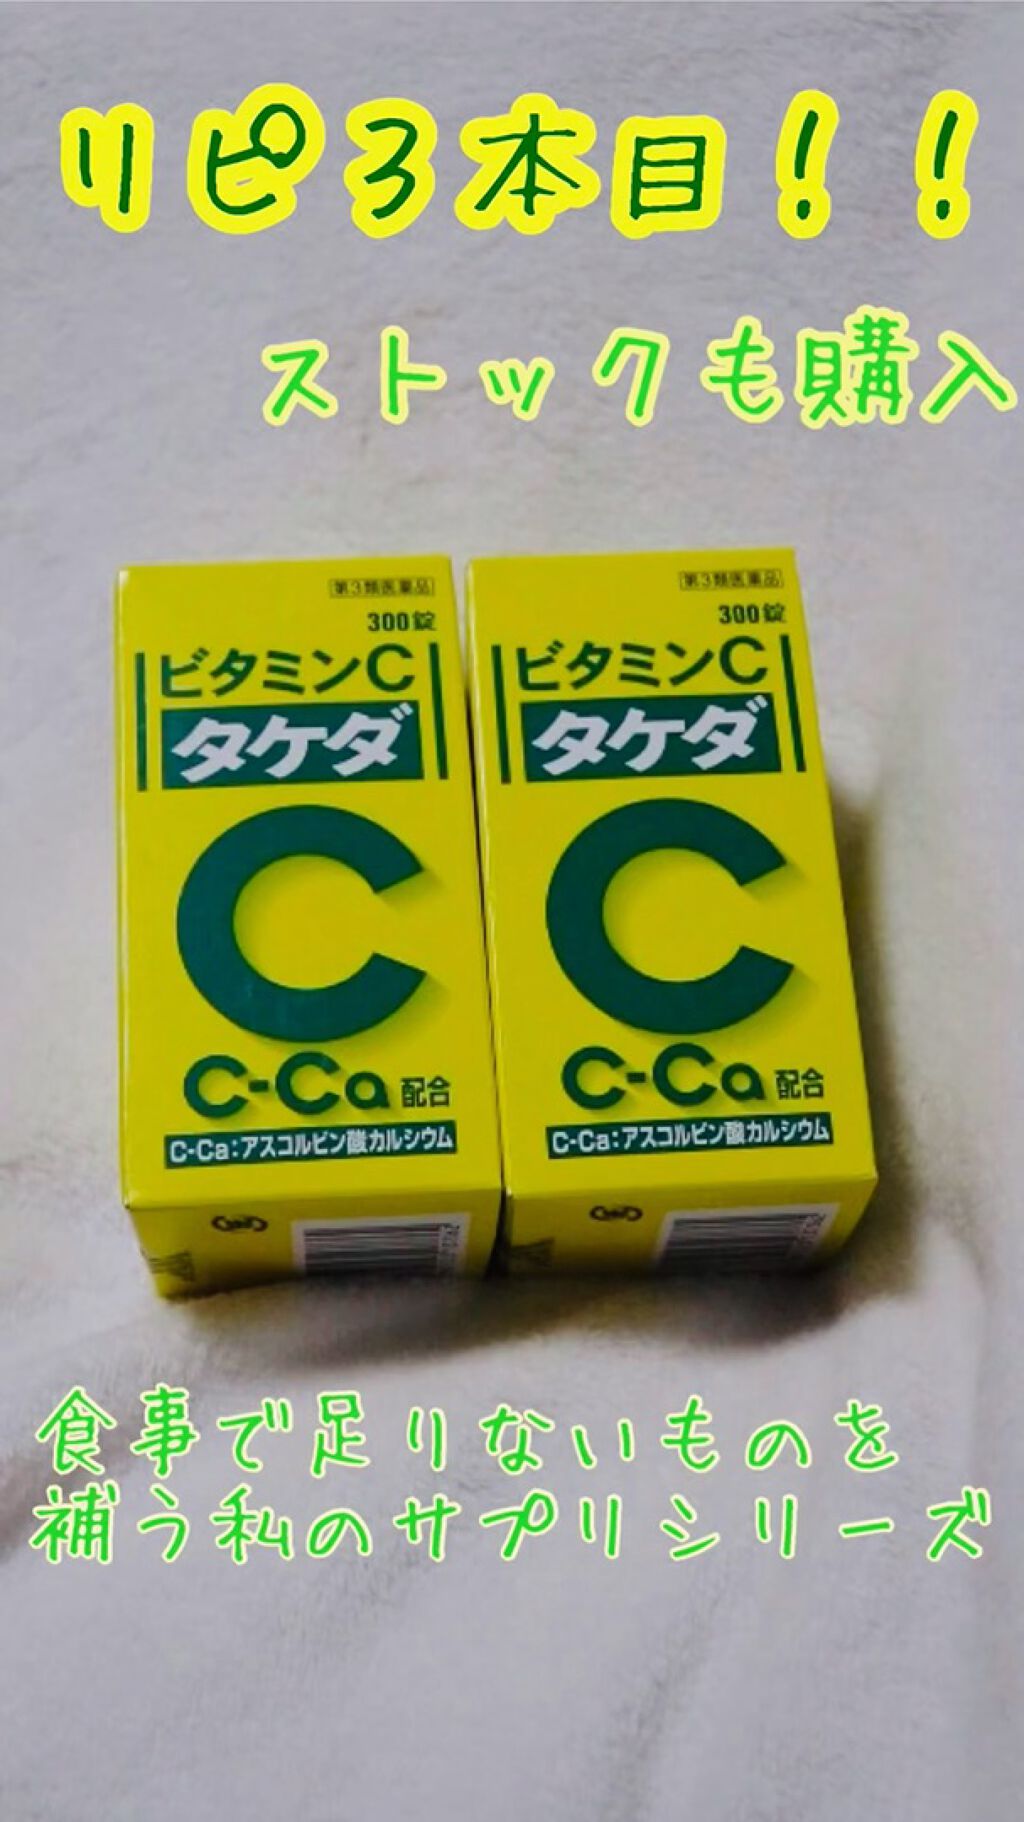 リピ3本目!!
ストックも購入
第3類医薬品
300錠
ビタミンC
タケダ
C
C-Ca配合
C-Ca:アスコルビン酸カルシウム
第3類医薬品
300錠
ビタミンC
タケダ
C
C-Ca配合
C-Ca:アスコルビン酸カルシウム
食事で足りないものを
補う私のサプリシリーズ